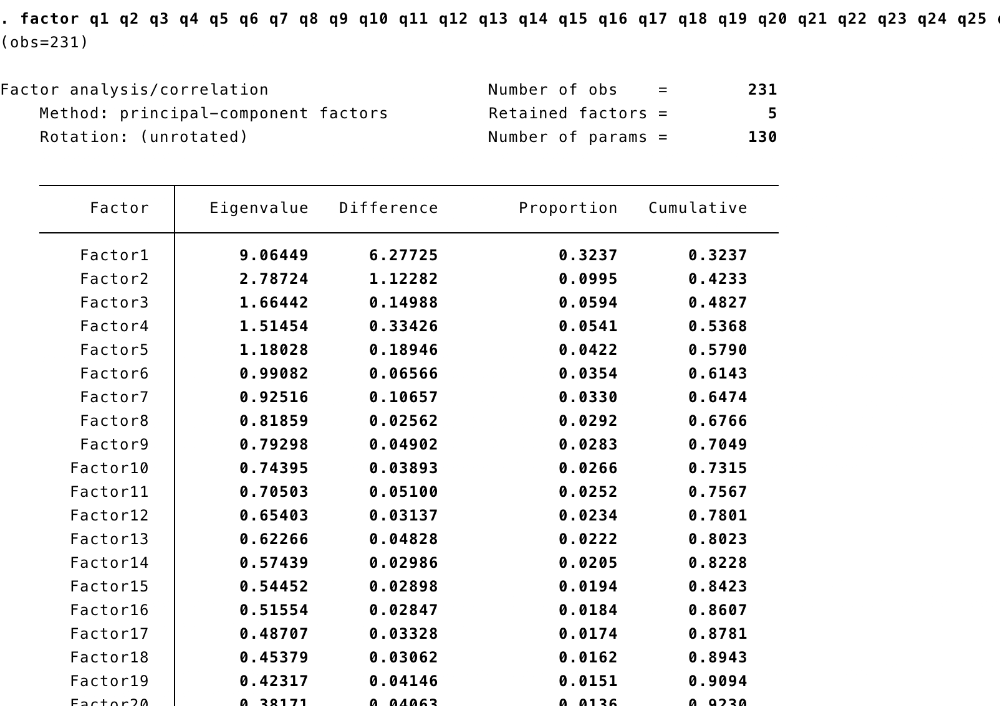 . factor q1 q2 q3 q4 q5 q6 q7 q8 q9 q10 q11 q12 q13 q14 q15 q16 q17 q18 q19 q20 q21 q22 q23 q24 q25
(obs=231)
Factor analysis/correlation Number of obs = 231
Method: principal-component factors Retained factors = 5
Rotation: (unrotated) Number of params = 130
Factor Eigenvalue Difference Proportion Cumulative
Factor1 9.06449 6.27725 0.3237 0.3237
Factor2 2.78724 1.12282 0.0995 0.4233
Factor3 1.66442 0.14988 0.0594 0.4827
Factor4 1.51454 0.33426 0.0541 0.5368
Factor5 1.18028 0.18946 0.0422 0.5790
Factor6 0.99082 0.06566 0.0354 0.6143
Factor7 0.92516 0.10657 0.0330 0.6474
Factor8 0.81859 0.02562 0.0292 0.6766
Factor9 0.79298 0.04902 0.0283 0.7049
Factor10 0.74395 0.03893 0.0266 0.7315
Factor11 0.70503 0.05100 0.0252 0.7567
Factor12 0.65403 0.03137 0.0234 0.7801
Factor13 0.62266 0.04828 0.0222 0.8023
Factor14 0.57439 0.02986 0.0205 0.8228
Factor15 0.54452 0.02898 0.0194 0.8423
Factor16 0.51554 0.02847 0.0184 0.8607
Factor17 0.48707 0.03328 0.0174 0.8781
Factor18 0.45379 0.03062 0.0162 0.8943
Factor19 0.42317 0.04146 0.0151 0.9094
Factor20 0.38171 0.04063 0.0136 0.9230